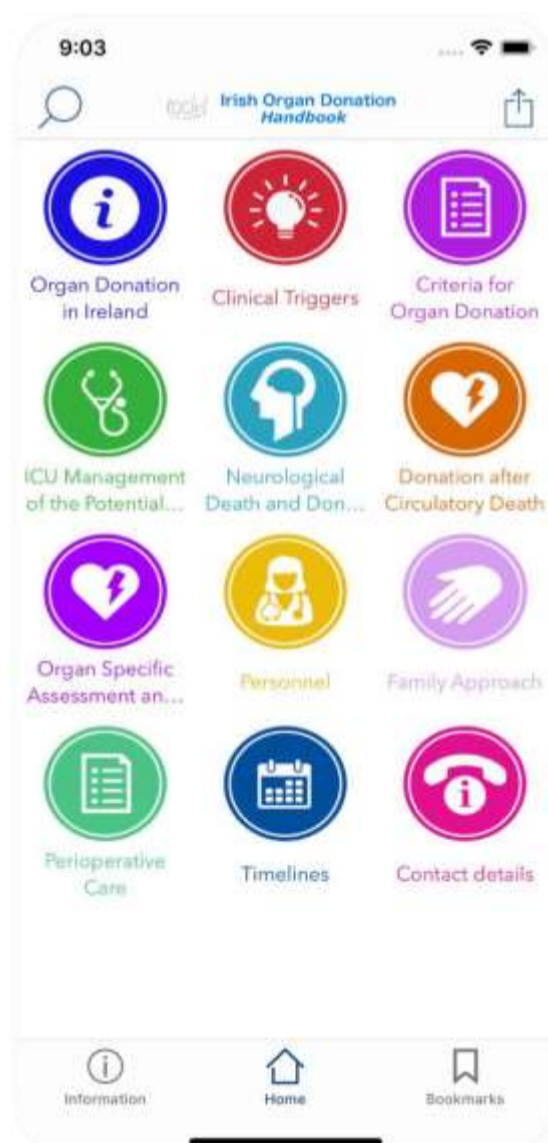 9:03
Irish Organ Donation
Handbook
Organ Donation
in Ireland
Clinical Triggers
Criteria for
Organ Donation
ICU Management
of the Potential...
Neurological
Death and Don...
Donation after
Circulatory Death
Organ Specific
Assessment an...
Personnel
Family Approach
Perioperative
Care
Timelines
Contact details
Information
Home
Bookmarks